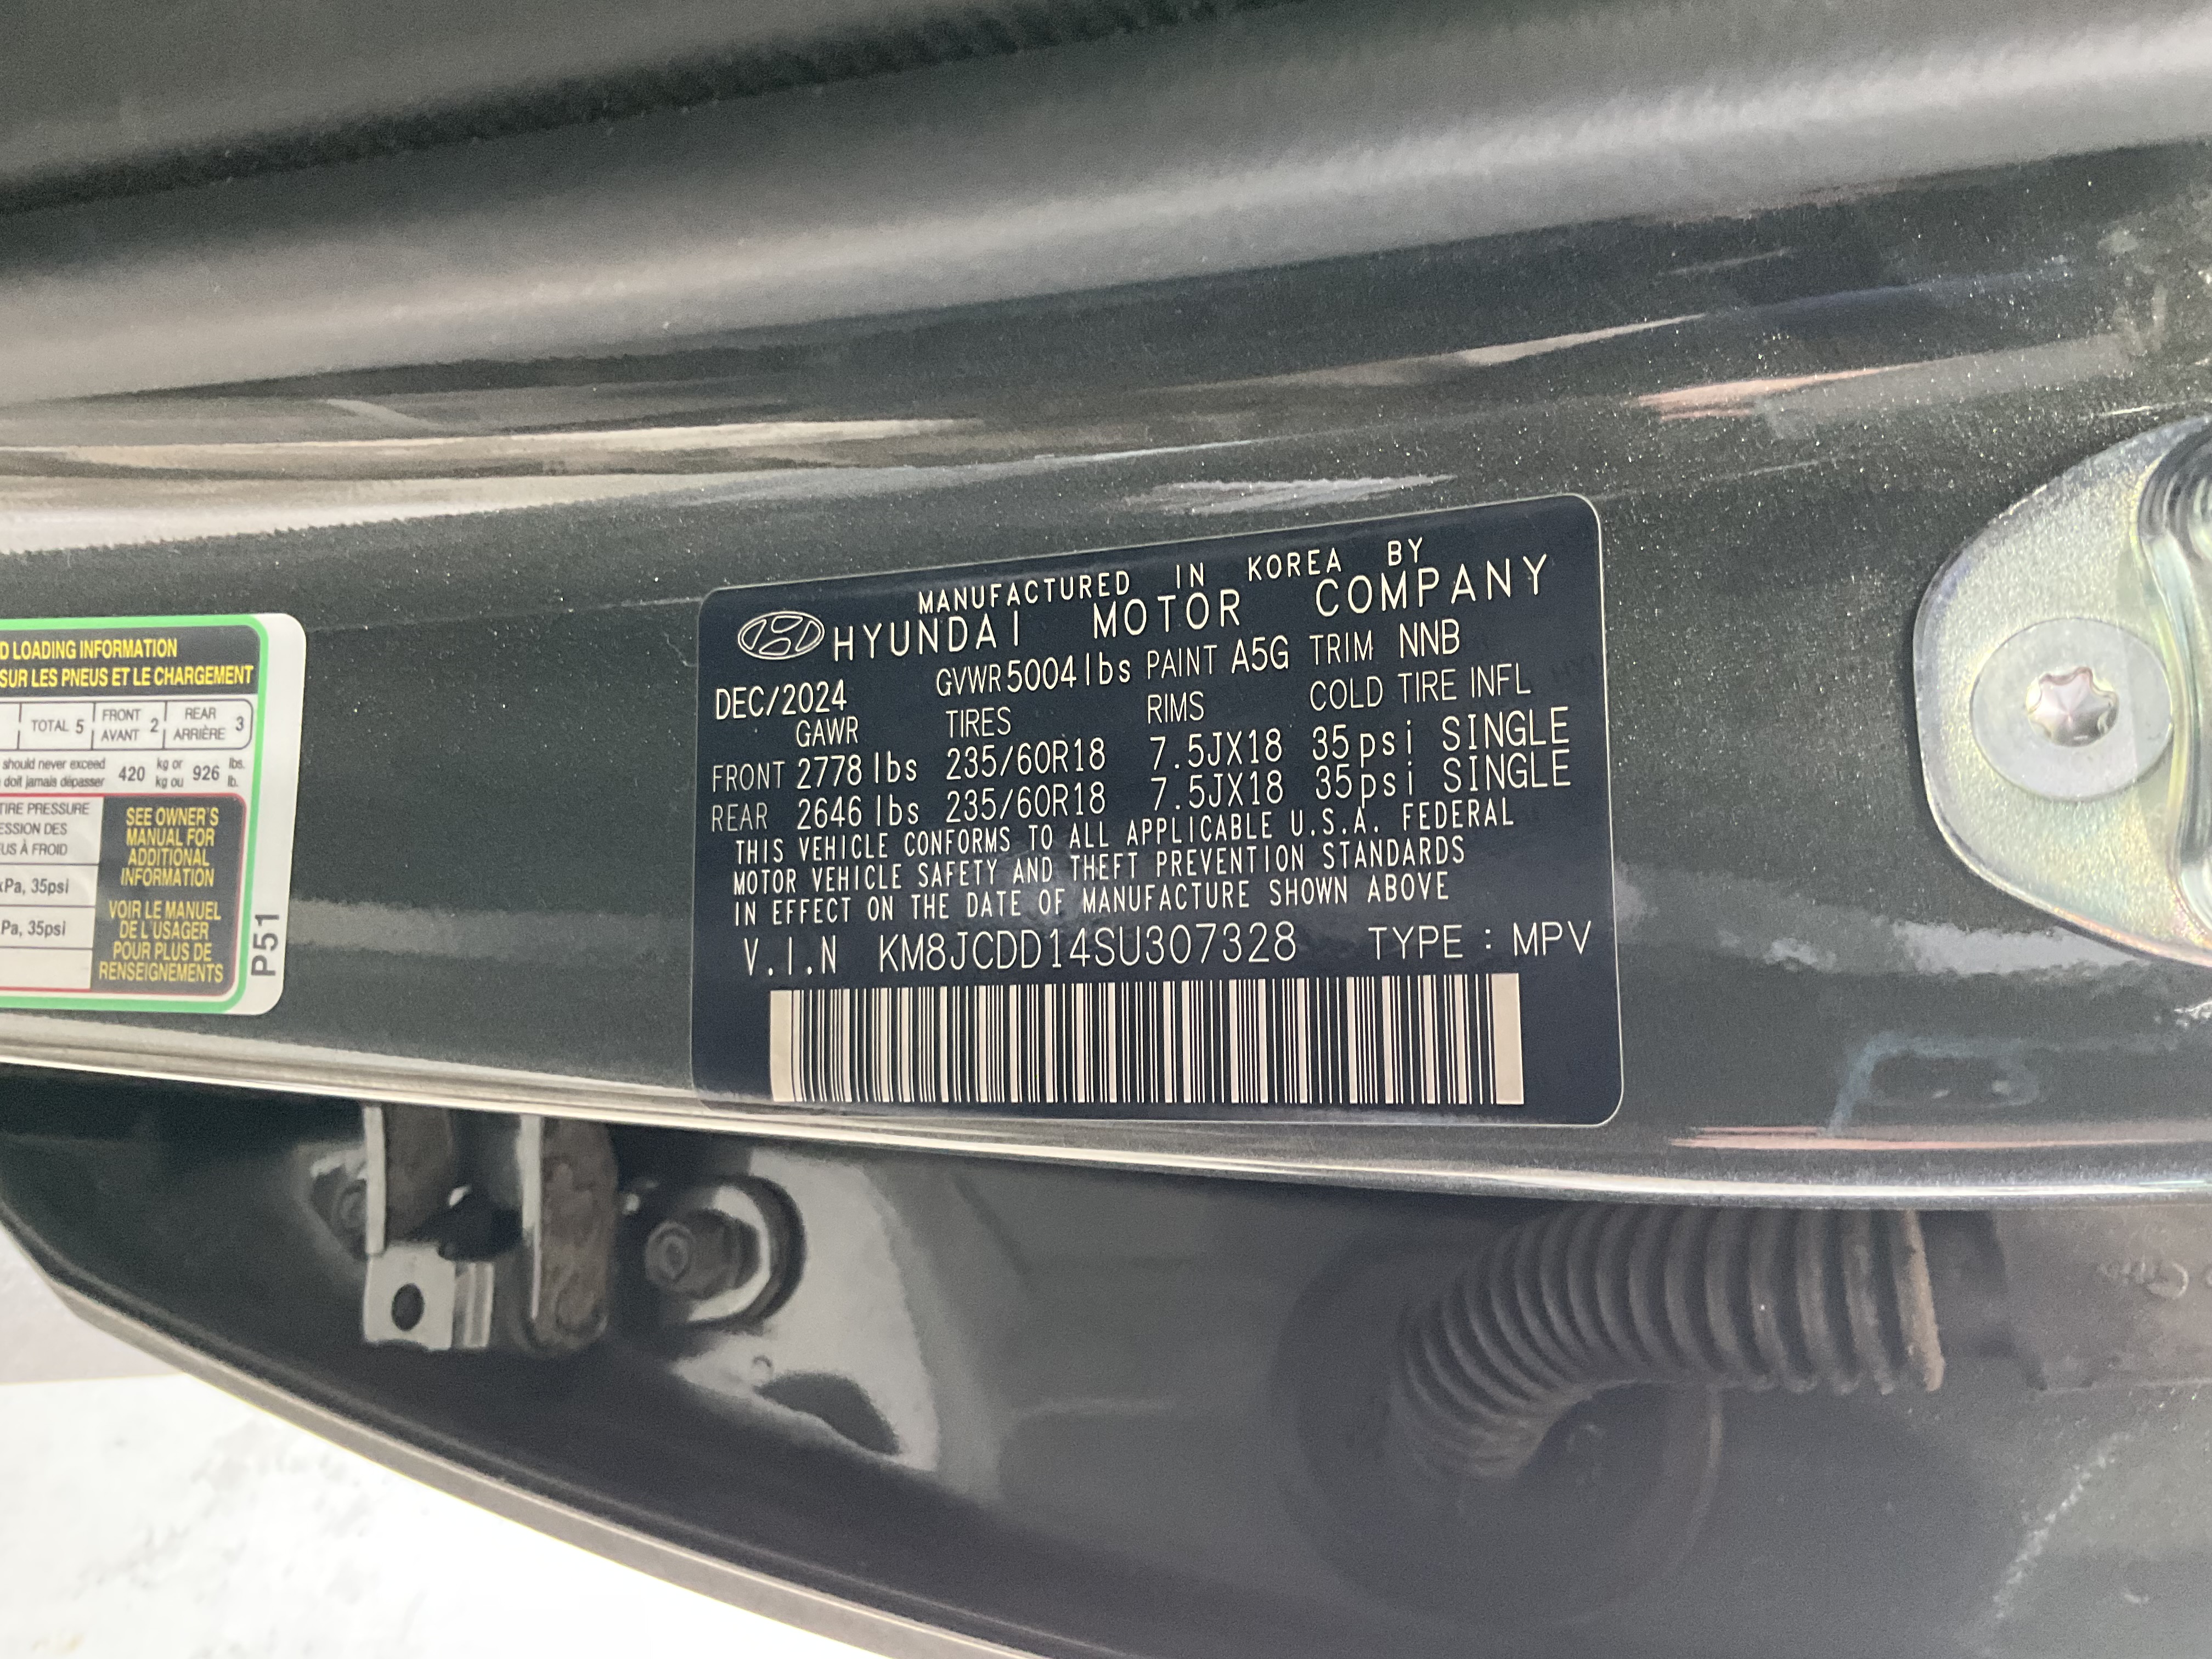 D LOADING INFORMATION
SUR LES PNEUS ET LE CHARGEMENT
TOTAL 5 FRONT AVANT 2 REAR ARRIÈRE 3
should never exceed 420 kg or 926 lbs.
doit jamais dépasser kg ou lb.
TIRE PRESSURE
ESSION DES
US À FROID
kPa, 35psi
Pa, 35psi
SEE OWNER'S
MANUAL FOR
ADDITIONAL
INFORMATION
VOIR LE MANUEL
DE L'USAGER
POUR PLUS DE
RENSEIGNEMENTS
P51
MANUFACTURED IN KOREA BY
HYUNDAI MOTOR COMPANY
DEC/2024 GVWR 5004 lbs PAINT A5G TRIM NNB
GAWR TIRES RIMS COLD TIRE INFL
FRONT 2778 lbs 235/60R18 7.5JX18 35psi SINGLE
REAR 2646 lbs 235/60R18 7.5JX18 35psi SINGLE
THIS VEHICLE CONFORMS TO ALL APPLICABLE U.S.A. FEDERAL
MOTOR VEHICLE SAFETY AND THEFT PREVENTION STANDARDS
IN EFFECT ON THE DATE OF MANUFACTURE SHOWN ABOVE
V.I.N KM8JCDD14SU307328 TYPE : MPV